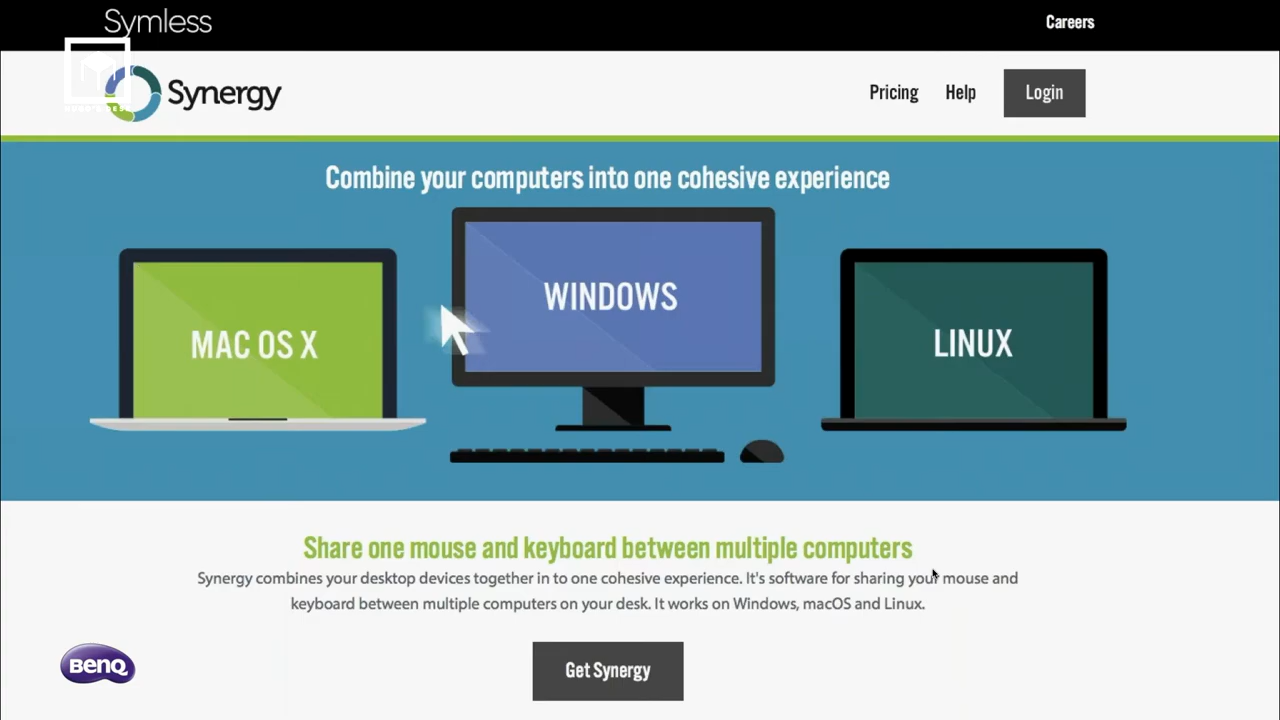 Symless
Careers
Synergy
Pricing
Help
Login
Combine your computers into one cohesive experience
MAC OS X
WINDOWS
LINUX
Share one mouse and keyboard between multiple computers
Synergy combines your desktop devices together in to one cohesive experience. It's software for sharing your mouse and
keyboard between multiple computers on your desk. It works on Windows, macOS and Linux.
BenQ
Get Synergy